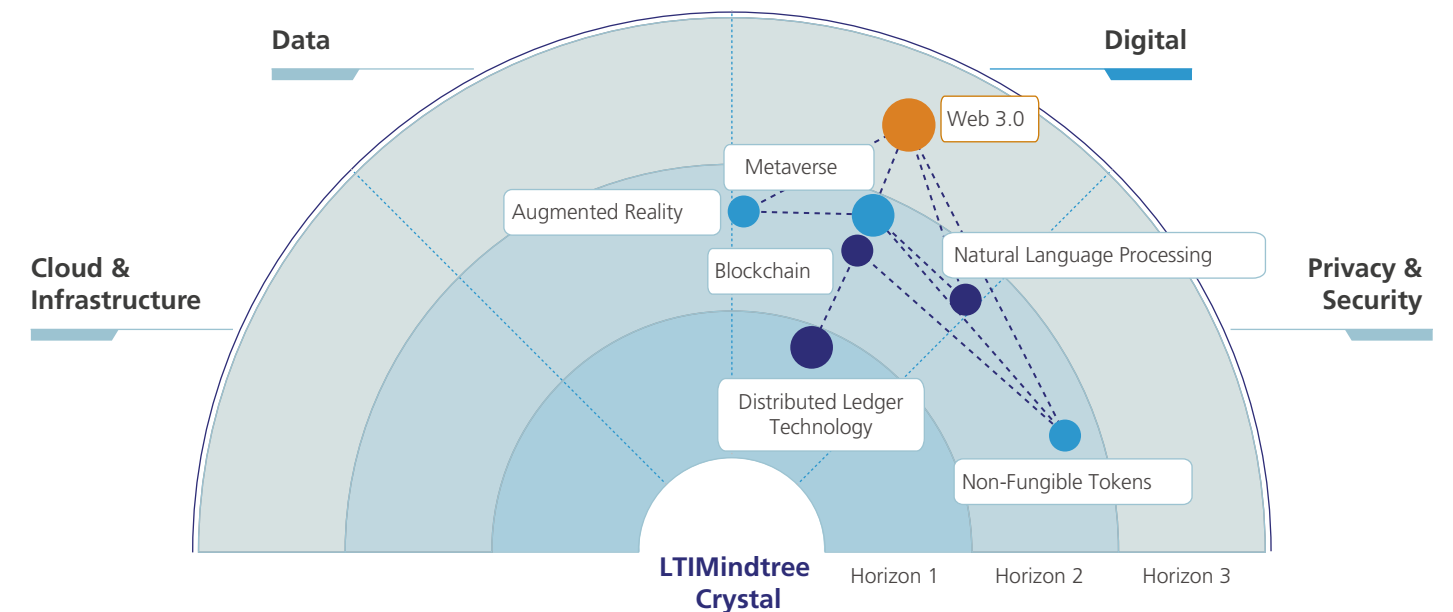 Data
Digital
Web 3.0
Metaverse
Augmented Reality
Natural Language Processing
Blockchain
Cloud &
Infrastructure
Privacy &
Security
Distributed Ledger
Technology
Non-Fungible Tokens
LTIMindtree
Crystal
Horizon 1
Horizon 2
Horizon 3